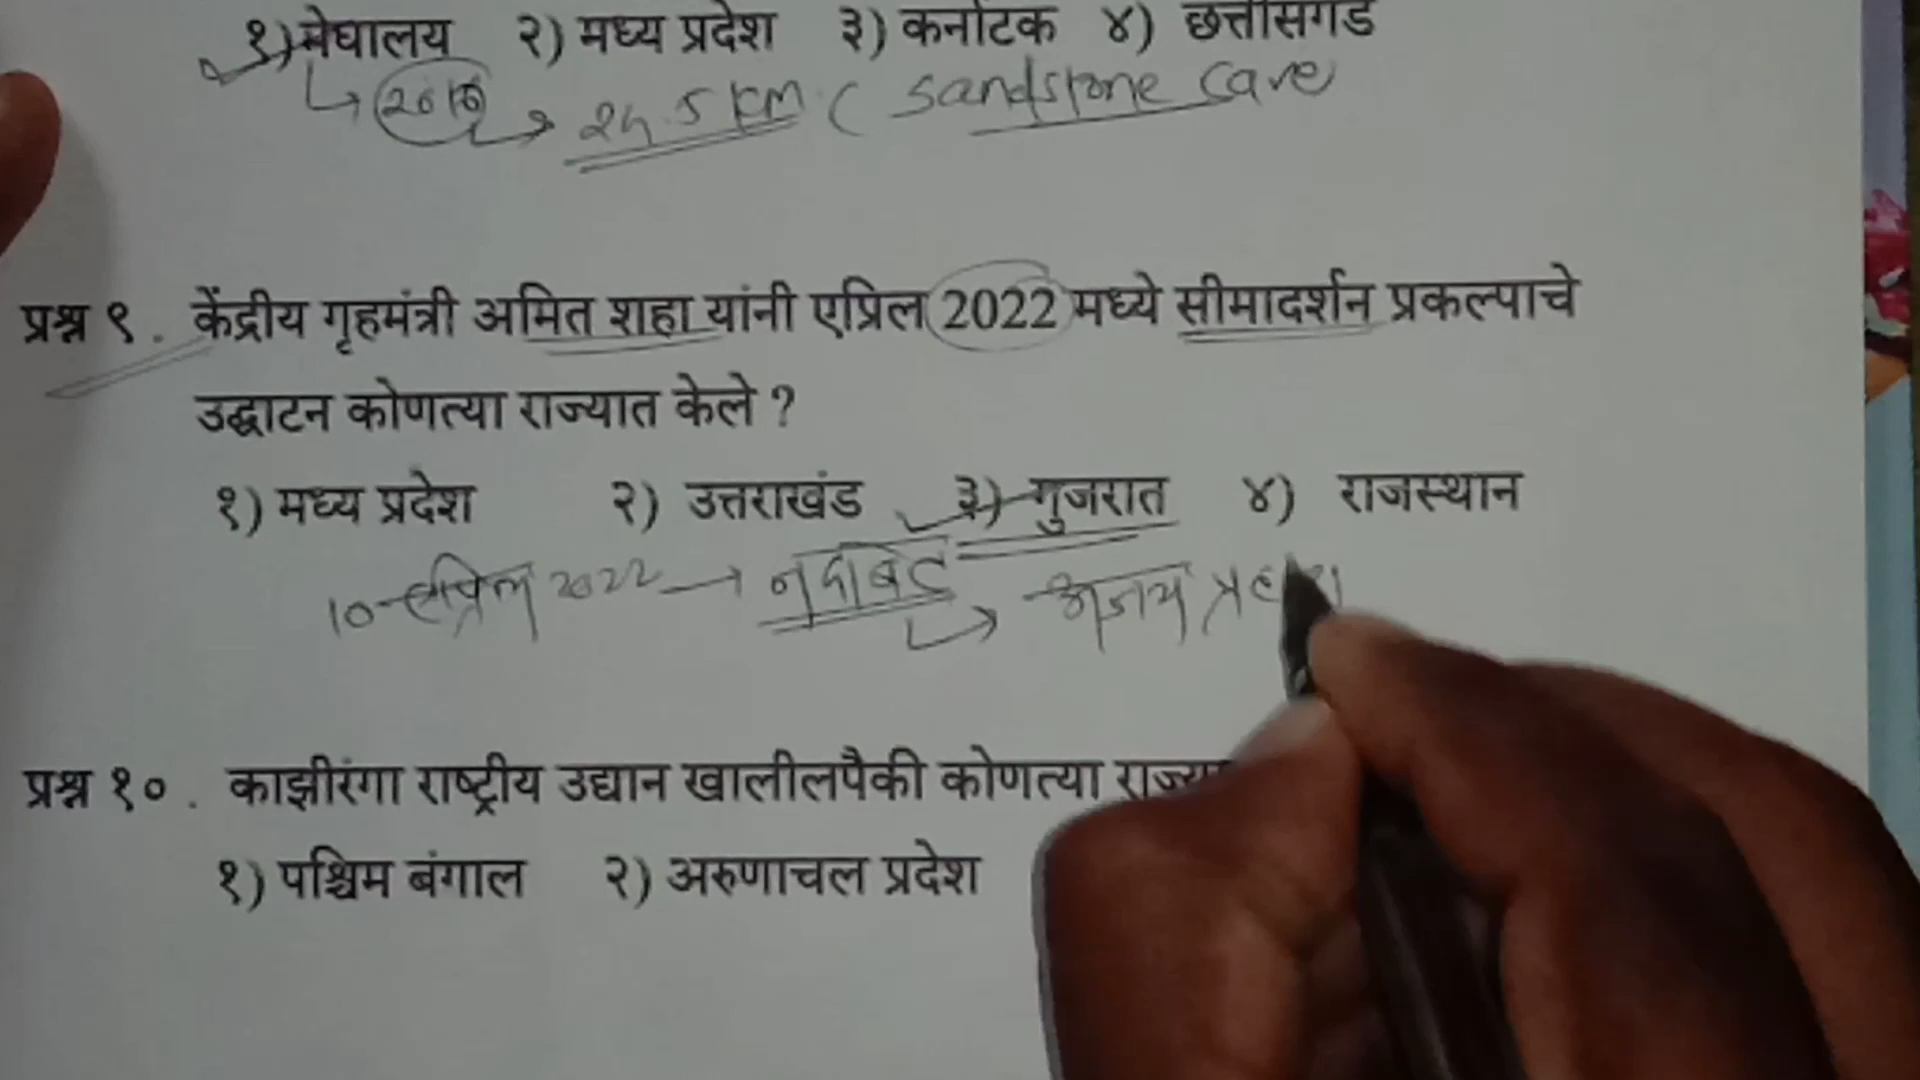 १) मेघालय २) मध्य प्रदेश ३) कर्नाटक ४) छत्तीसगड
24.5 KM ( sandstone cave
प्रश्न ९ . केंद्रीय गृहमंत्री अमित शहा यांनी एप्रिल 2022 मध्ये सीमादर्शन प्रकल्पाचे
उद्घाटन कोणत्या राज्यात केले ?
१) मध्य प्रदेश २) उत्तराखंड ३) गुजरात ४) राजस्थान
10 एप्रिल 2022 → नदाबेट
प्रश्न १० . काझीरंगा राष्ट्रीय उद्यान खालीलपैकी कोणत्या
१) पश्चिम बंगाल २) अरुणाचल प्रदेश